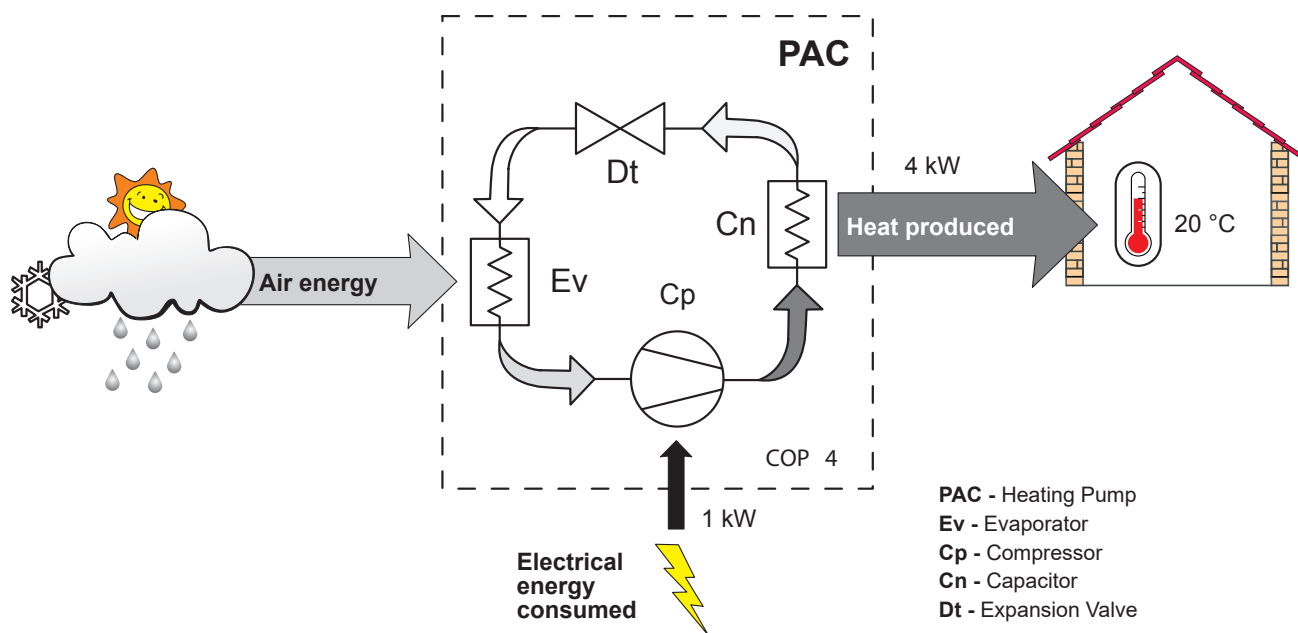 PAC
Dt
4 kW
Cn
Heat produced
20 °C
Air energy
Ev
Cp
COP 4
1 kW
Electrical
energy
consumed
PAC - Heating Pump
Ev - Evaporator
Cp - Compressor
Cn - Capacitor
Dt - Expansion Valve